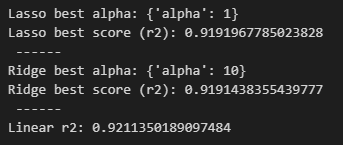 Lasso best alpha: {'alpha': 1}
Lasso best score (r2): 0.9191967785023828
------
Ridge best alpha: {'alpha': 10}
Ridge best score (r2): 0.9191438355439777
------
Linear r2: 0.9211350189097484